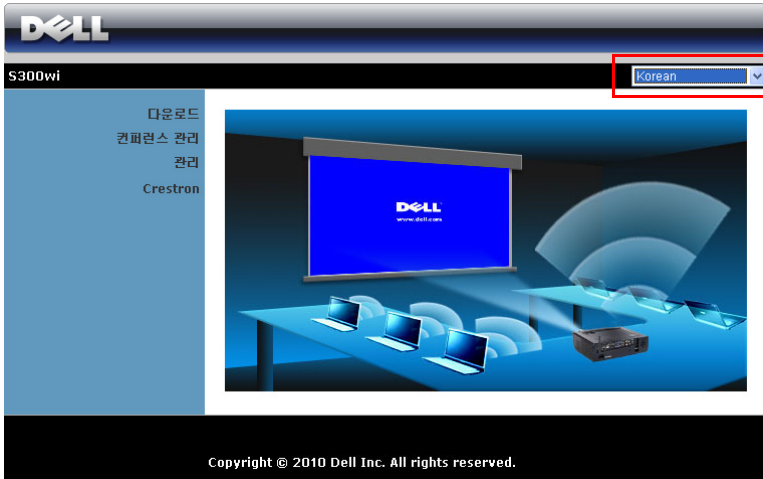 DELL
S300wi
Korean
다운로드
컨퍼런스 관리
관리
Crestron
DELL
www.dell.com
Copyright © 2010 Dell Inc. All rights reserved.